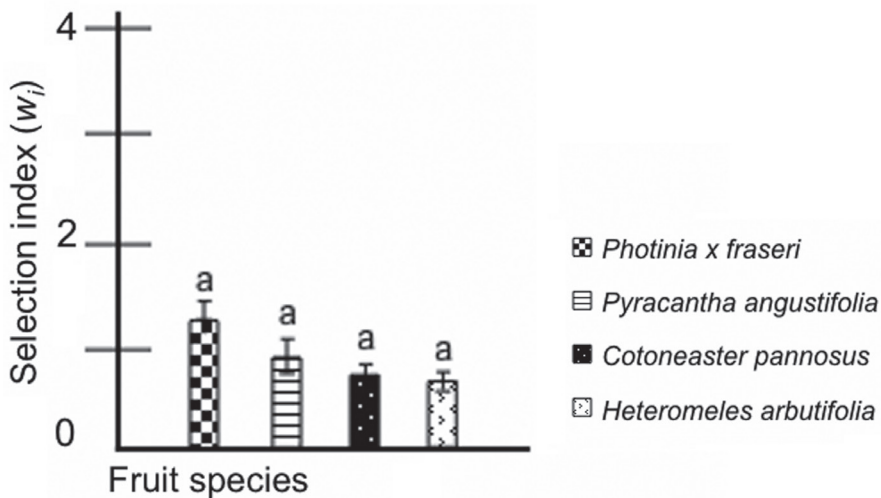 4
2
0
Selection index (wi)
a
a
a
a
Fruit species
Photinia x fraseri
Pyracantha angustifolia
Cotoneaster pannosus
Heteromeles arbutifolia